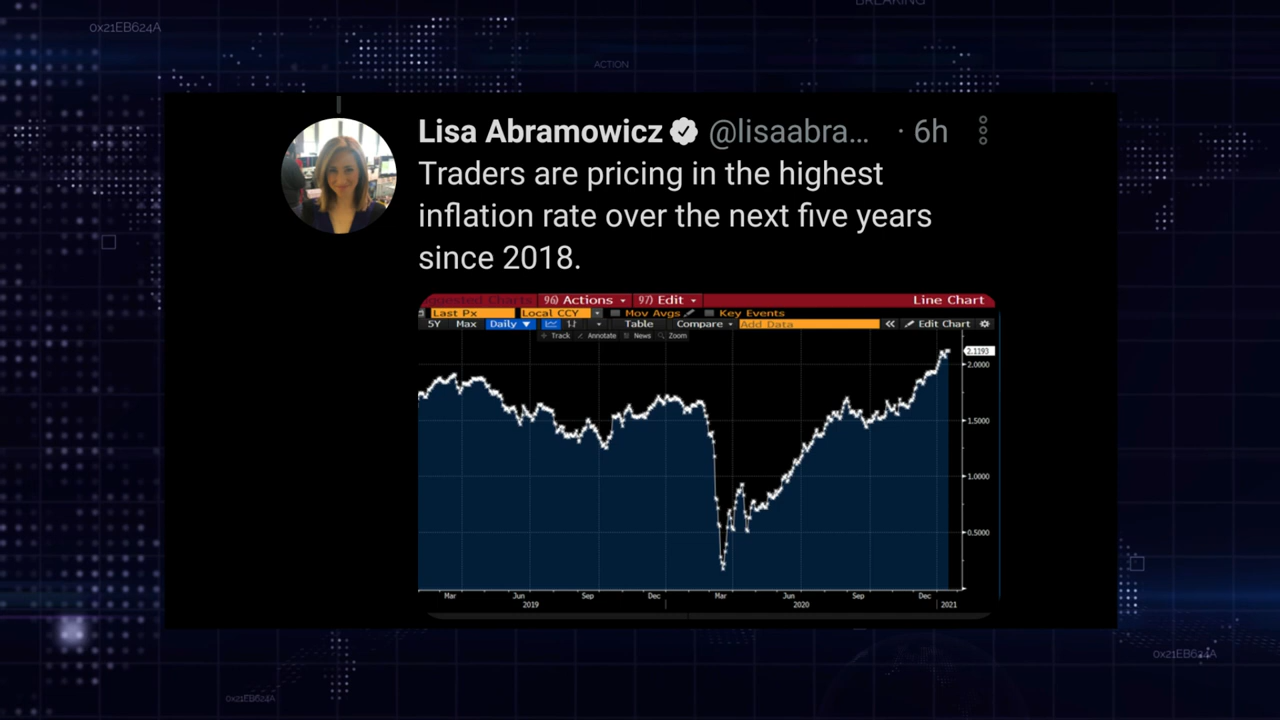 BREAKING
0x21EB624A
ACTION
Lisa Abramowicz @lisaabra... · 6h
Traders are pricing in the highest
inflation rate over the next five years
since 2018.
96) Actions 97) Edit Line Chart
Last Px Local CCY Mov Avgs Key Events
5Y Max Daily Table Compare Add Data « Edit Chart
Track Annotate News Zoom
2.1193
2.0000
1.5000
1.0000
0.5000
Mar Jun Sep Dec Mar Jun Sep Dec
2019 2020 2021
0x21EB624A
0x21EB624A